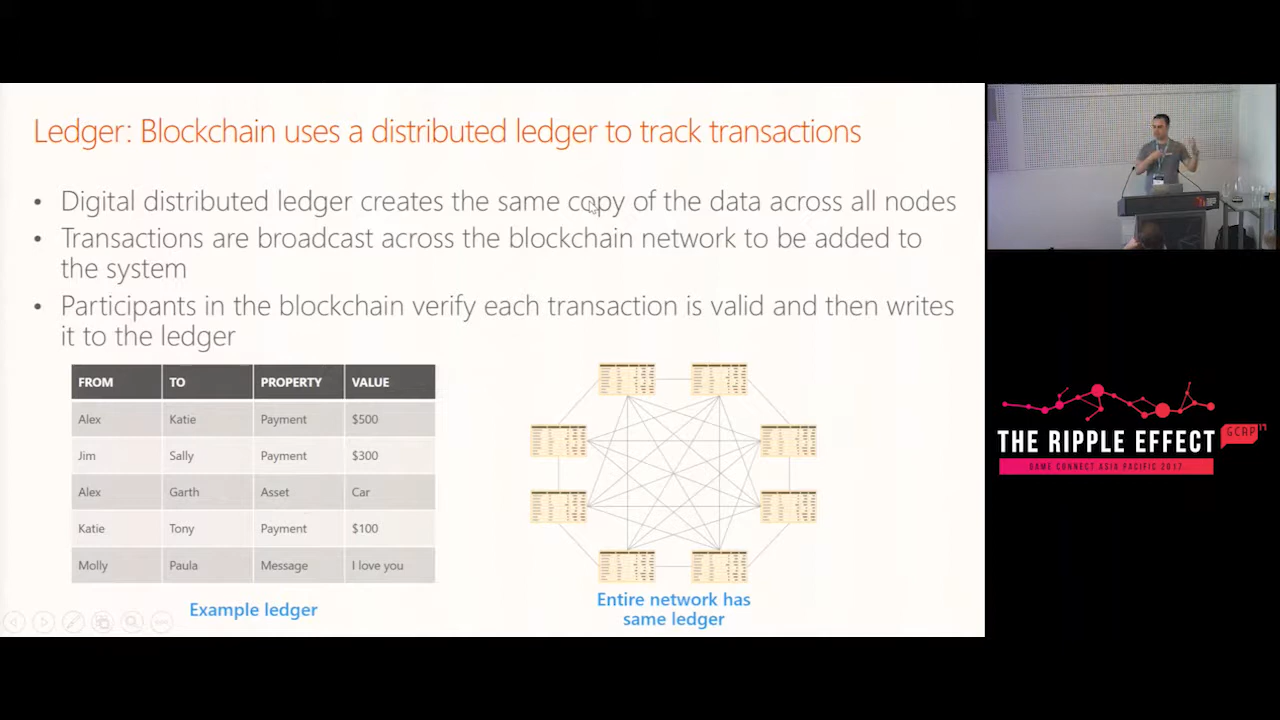 Ledger: Blockchain uses a distributed ledger to track transactions
• Digital distributed ledger creates the same copy of the data across all nodes
• Transactions are broadcast across the blockchain network to be added to
the system
• Participants in the blockchain verify each transaction is valid and then writes
it to the ledger
FROM TO PROPERTY VALUE
Alex Katie Payment $500
Jim Sally Payment $300
Alex Garth Asset Car
Katie Tony Payment $100
Molly Paula Message I love you
Example ledger
Entire network has
same ledger
THE RIPPLE EFFECT
GCAP 17
GAME CONNECT ASIA PACIFIC 2017